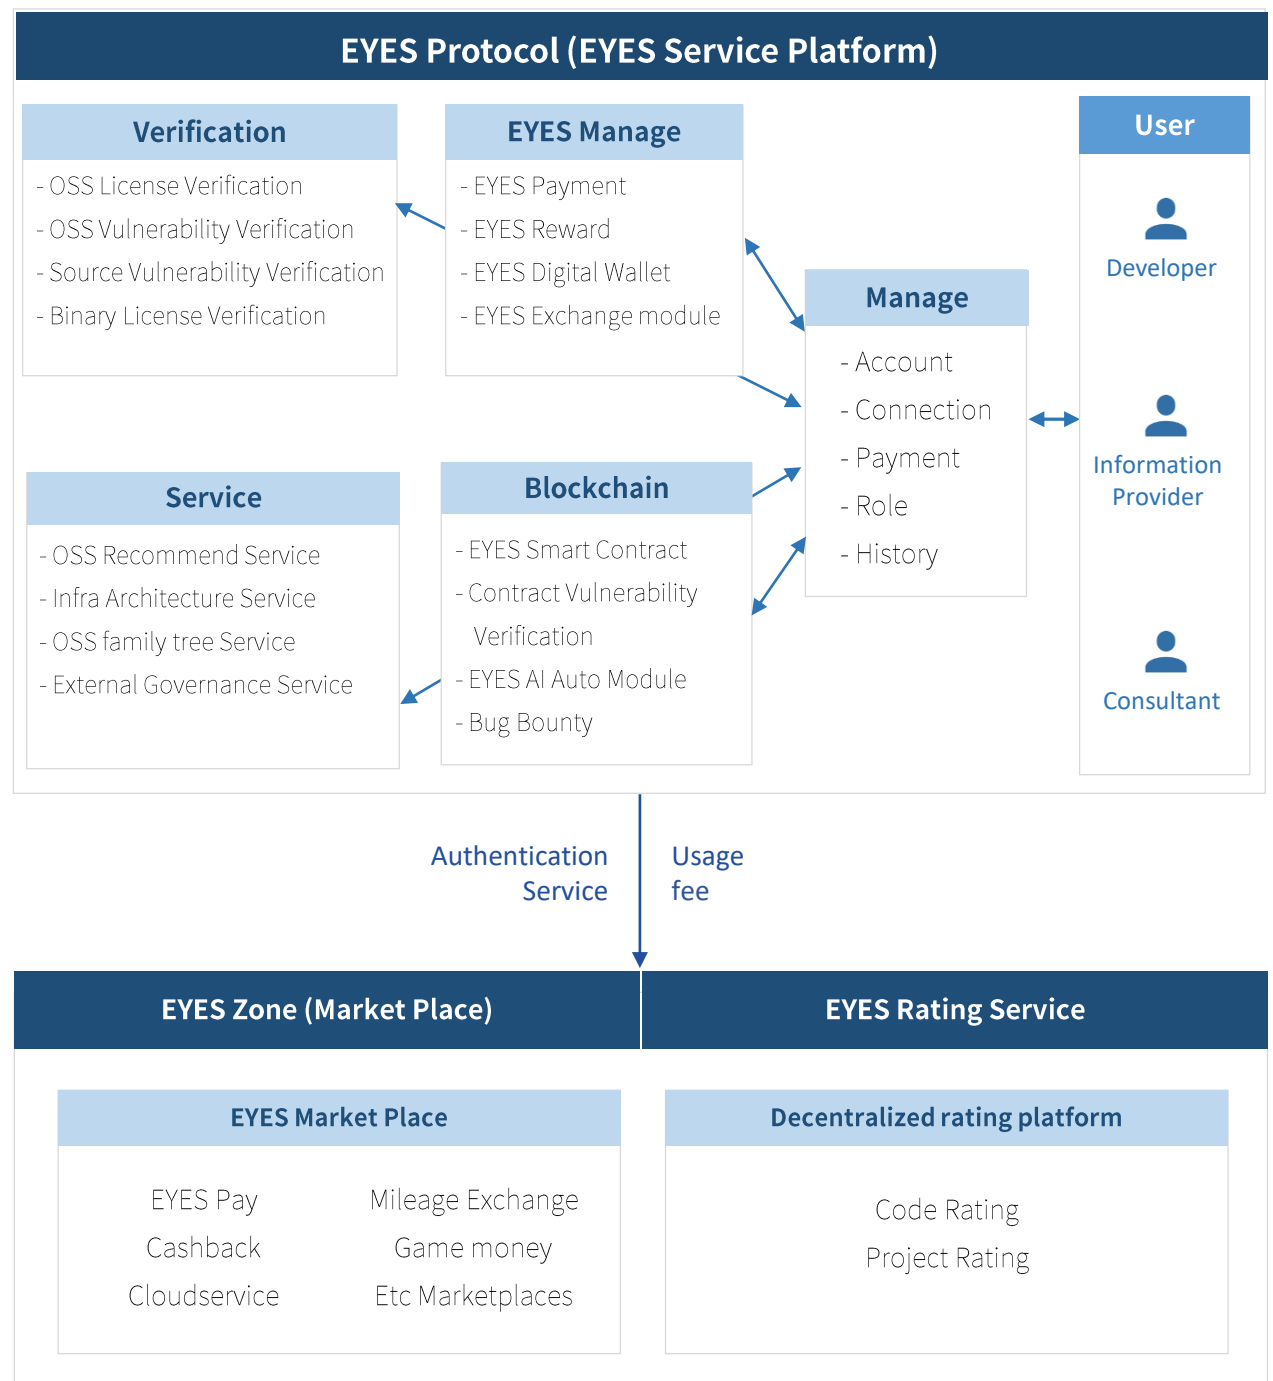 EYES Protocol (EYES Service Platform)
Verification
- OSS License Verification
- OSS Vulnerability Verification
- Source Vulnerability Verification
- Binary License Verification
EYES Manage
- EYES Payment
- EYES Reward
- EYES Digital Wallet
- EYES Exchange module
Manage
- Account
- Connection
- Payment
- Role
- History
User
Developer
Information
Provider
Consultant
Service
- OSS Recommend Service
- Infra Architecture Service
- OSS family tree Service
- External Governance Service
Blockchain
- EYES Smart Contract
- Contract Vulnerability
Verification
- EYES AI Auto Module
- Bug Bounty
Authentication
Service
Usage
fee
EYES Zone (Market Place)
EYES Market Place
EYES Pay
Cashback
Cloudservice
Mileage Exchange
Game money
Etc Marketplaces
EYES Rating Service
Decentralized rating platform
Code Rating
Project Rating